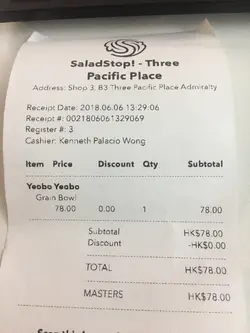 SaladStop! - Three
Pacific Place
Address: Shop 3, B3 Three Pacific Place Admiralty
Receipt Date: 2018.06.06 13:29:06
Receipt #: 0021806061329069
Register #: 3
Cashier: Kenneth Palacio Wong
Item Price Discount Qty Subtotal
Yeobo Yeobo
Grain Bowl
78.00 0.00 1 78.00
Subtotal HK$78.00
Discount -HK$0.00
TOTAL HK$78.00
MASTERS HK$78.00